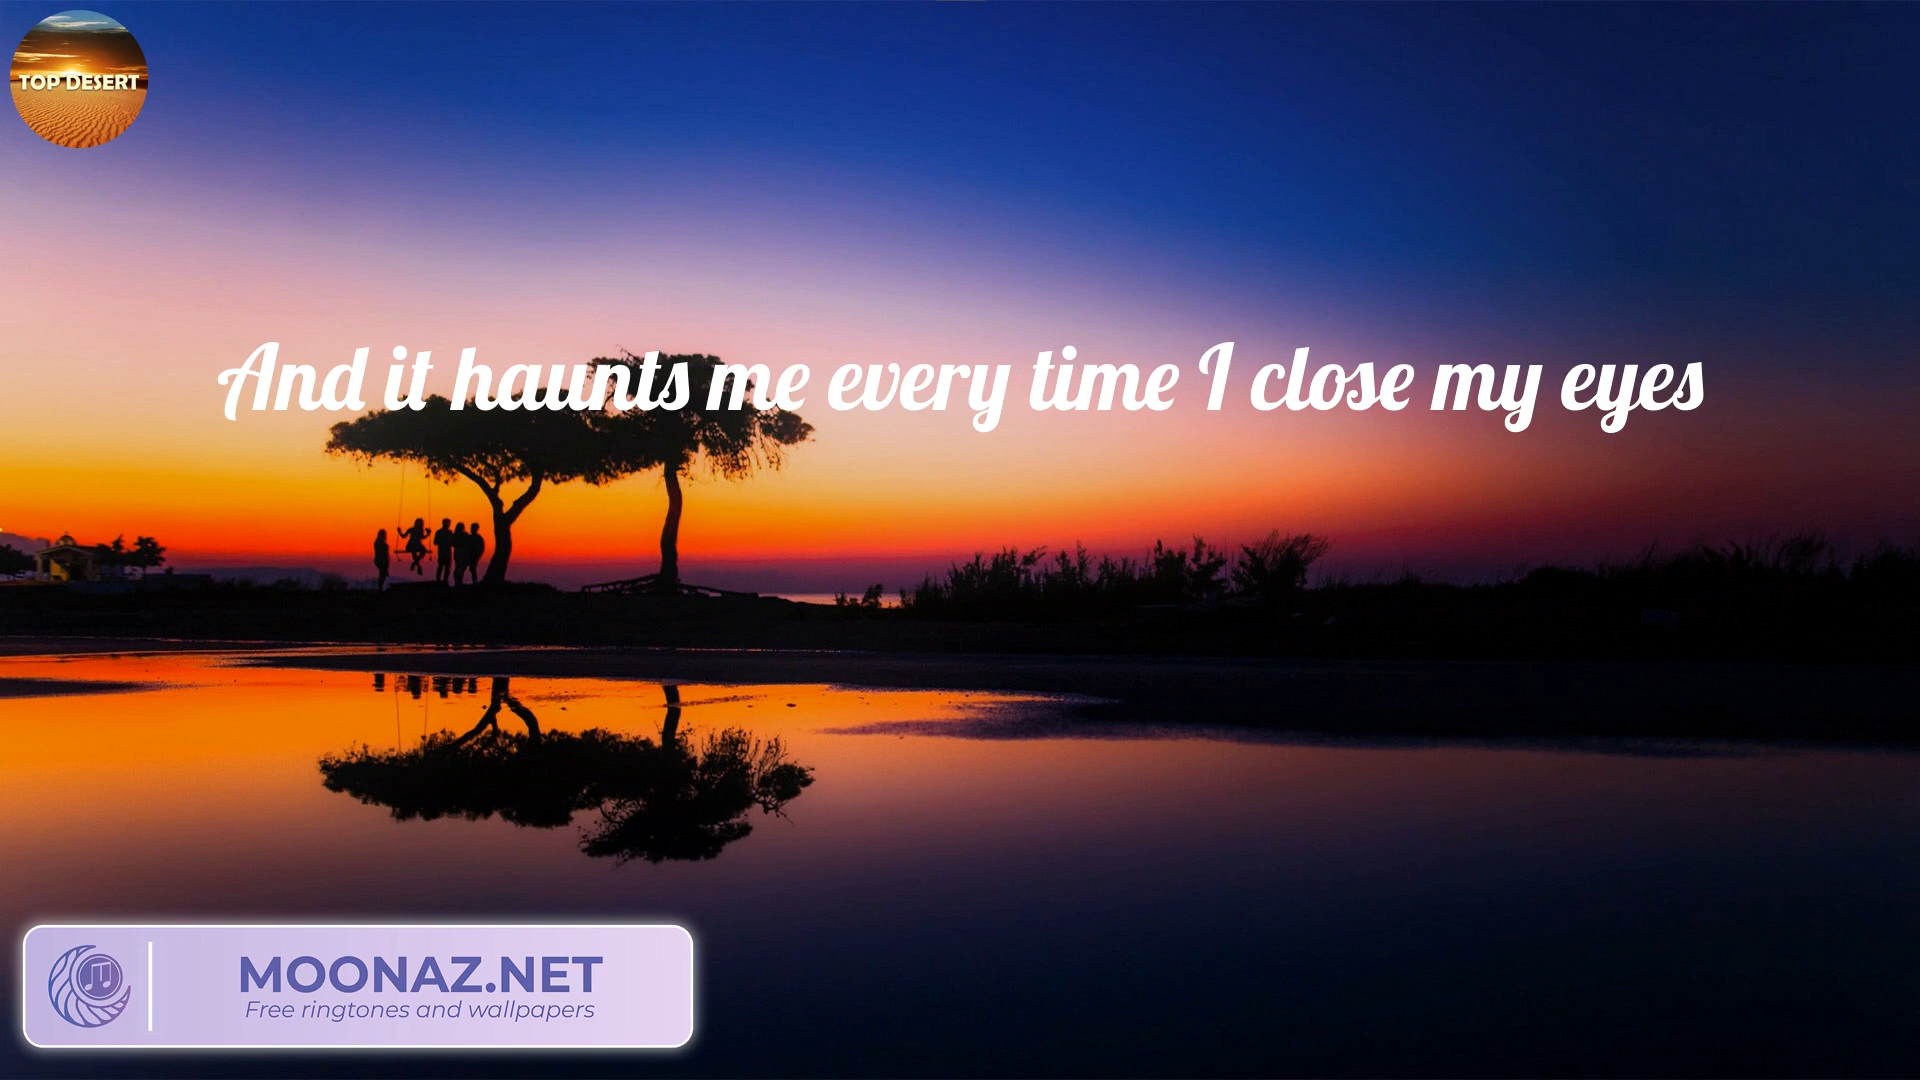 TOP DESERT
And it haunts me every time I close my eyes
MOONAZ.NET
Free ringtones and wallpapers